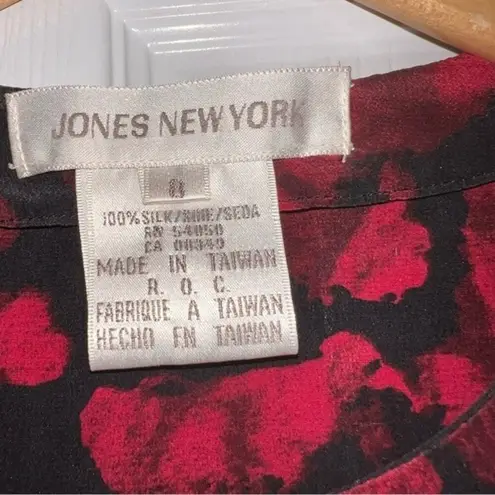 JONES NEW YORK
8
100% SILK/SOIE/SEDA
RN 54050
CA 00349
MADE IN TAIWAN
R. O. C.
FABRIQUE A TAIWAN
HECHO EN TAIWAN